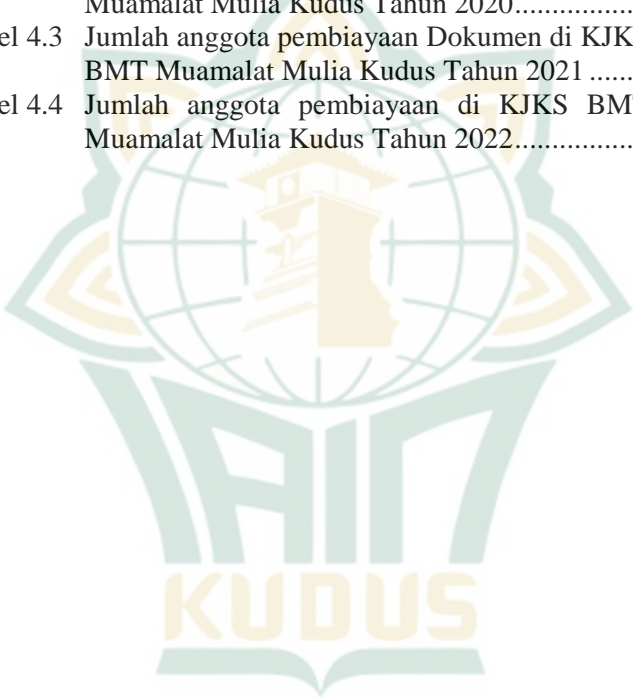 Muamalat Mulia Kudus Tahun 2020................
el 4.3 Jumlah anggota pembiayaan Dokumen di KJK
BMT Muamalat Mulia Kudus Tahun 2021 ......
el 4.4 Jumlah anggota pembiayaan di KJKS BM
Muamalat Mulia Kudus Tahun 2022................
IAIN
KUDUS